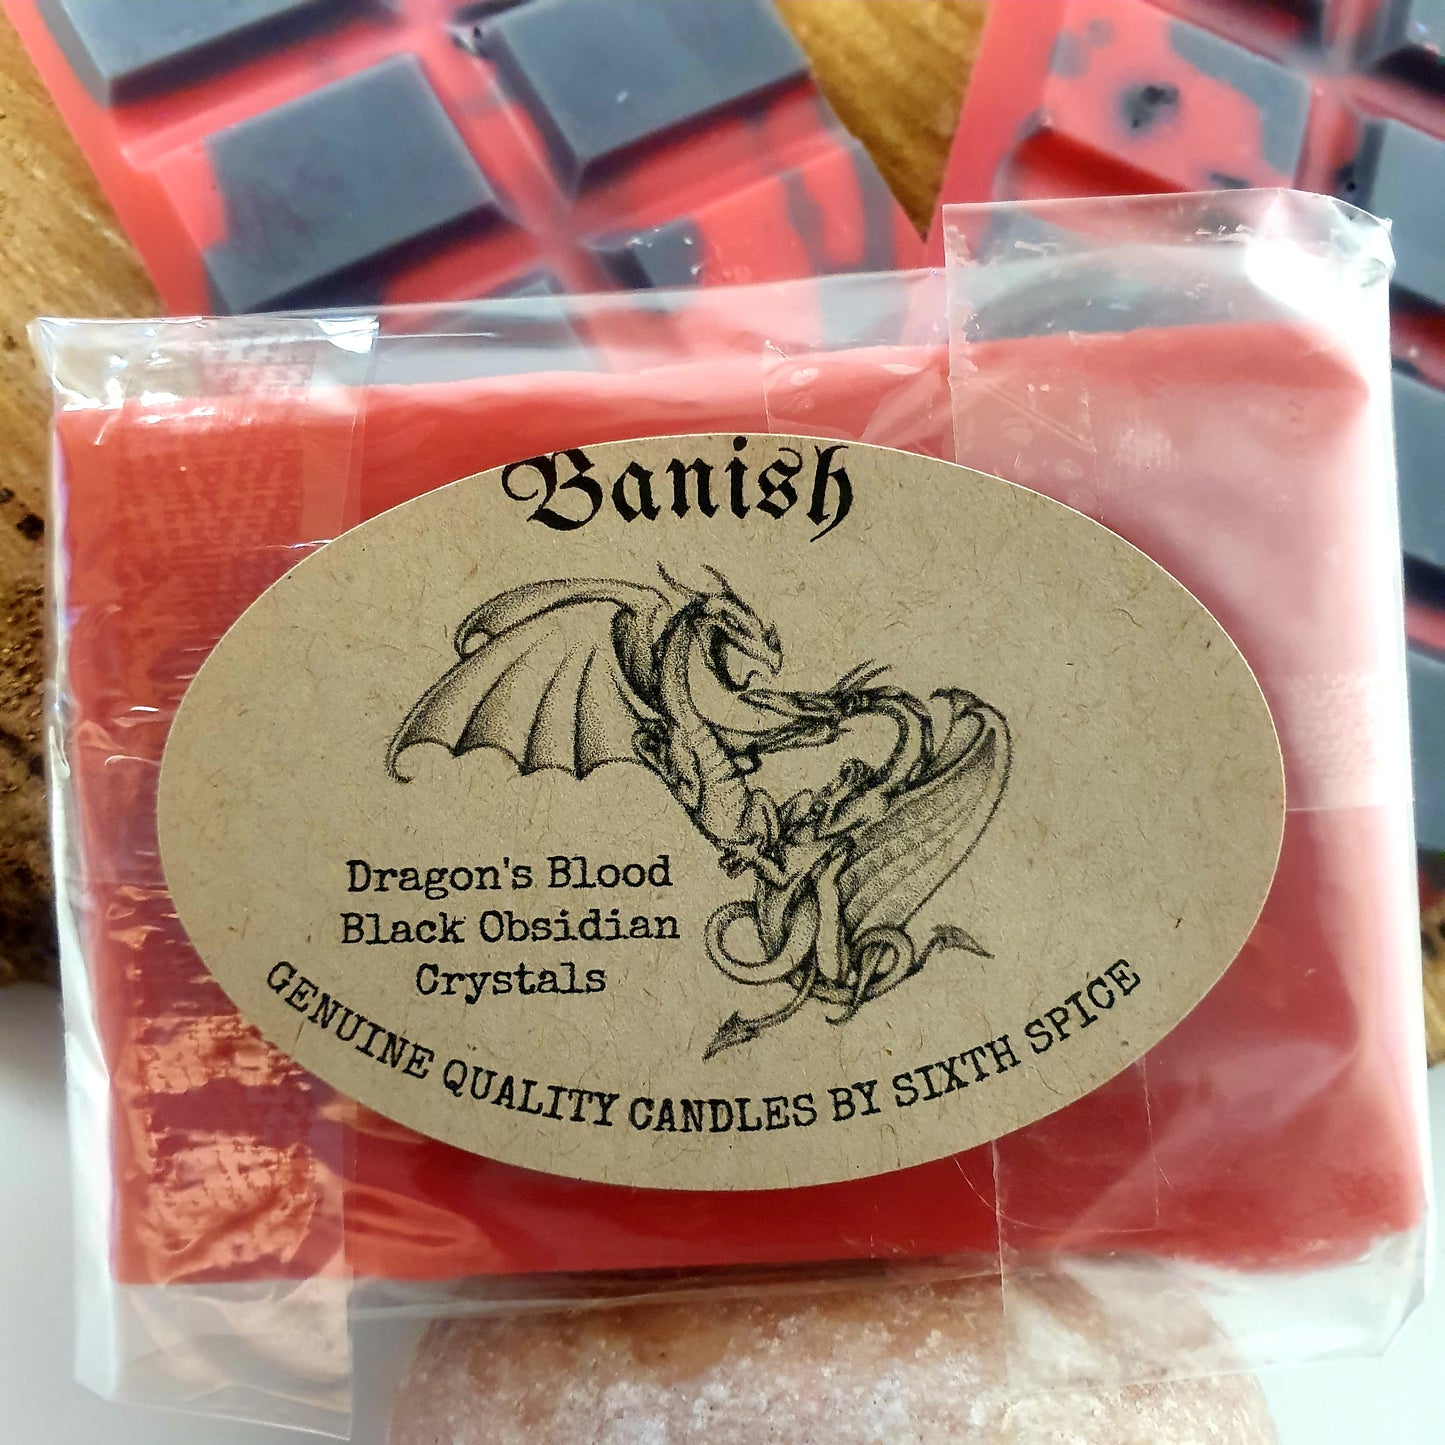 Banish
Dragon's Blood
Black Obsidian
Crystals
GENUINE QUALITY CANDLES BY SIXTH SPICE